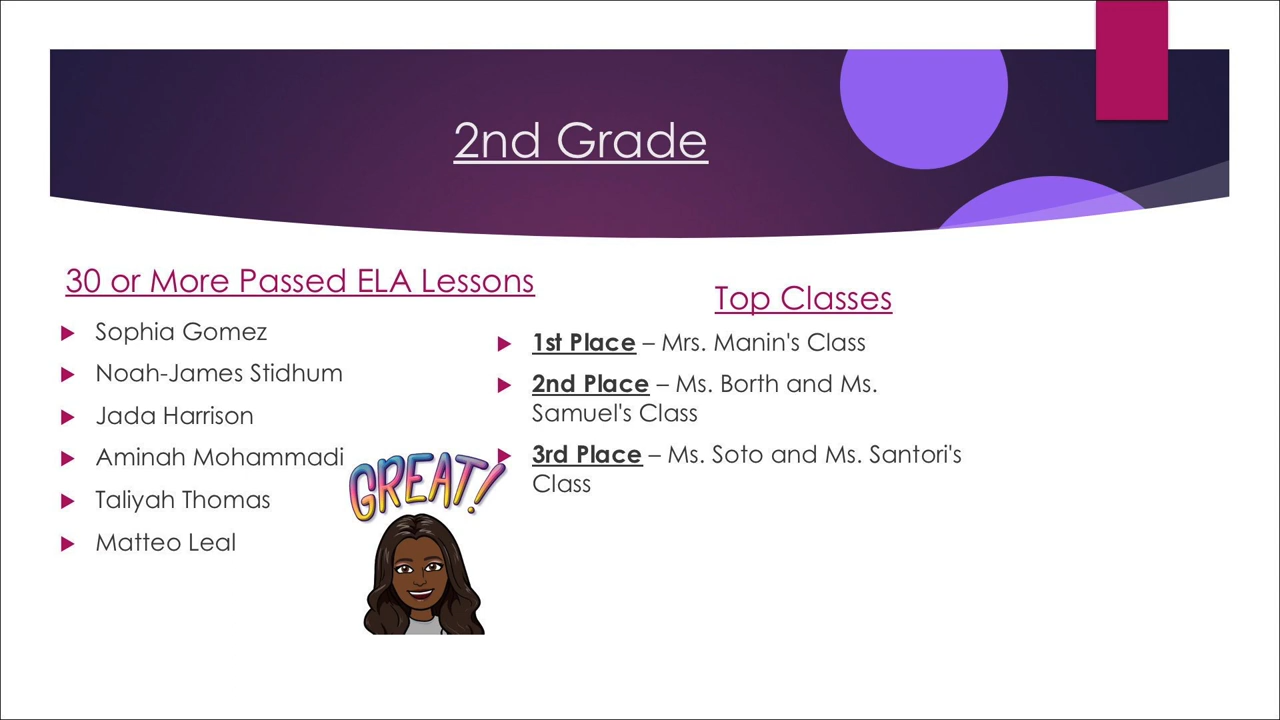 2nd Grade
30 or More Passed ELA Lessons
Sophia Gomez
Noah-James Stidhum
Jada Harrison
Aminah Mohammadi
Taliyah Thomas
Matteo Leal
GREAT!
Top Classes
1st Place – Mrs. Manin's Class
2nd Place – Ms. Borth and Ms.
Samuel's Class
3rd Place – Ms. Soto and Ms. Santori's
Class